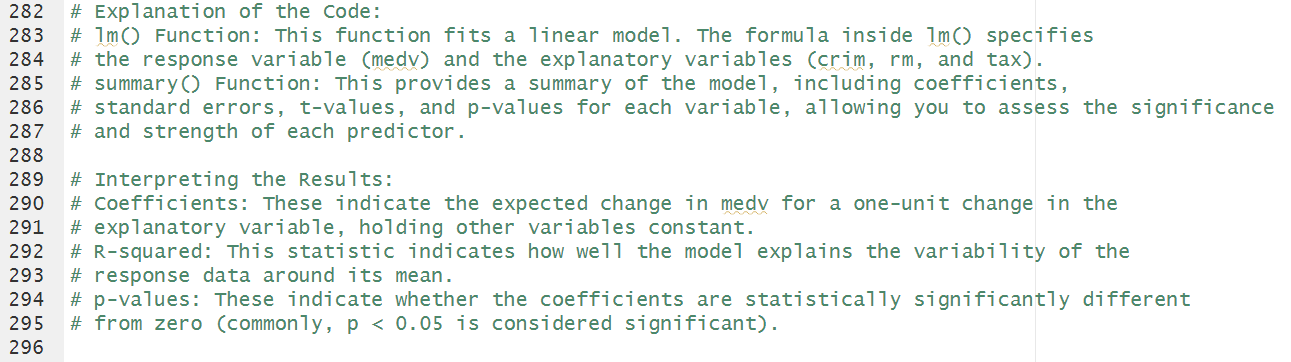 282 # Explanation of the Code:
283 # lm() Function: This function fits a linear model. The formula inside lm() specifies
284 # the response variable (medv) and the explanatory variables (crim, rm, and tax).
285 # summary() Function: This provides a summary of the model, including coefficients,
286 # standard errors, t-values, and p-values for each variable, allowing you to assess the significance
287 # and strength of each predictor.
288
289 # Interpreting the Results:
290 # Coefficients: These indicate the expected change in medv for a one-unit change in the
291 # explanatory variable, holding other variables constant.
292 # R-squared: This statistic indicates how well the model explains the variability of the
293 # response data around its mean.
294 # p-values: These indicate whether the coefficients are statistically significantly different
295 # from zero (commonly, p < 0.05 is considered significant).
296